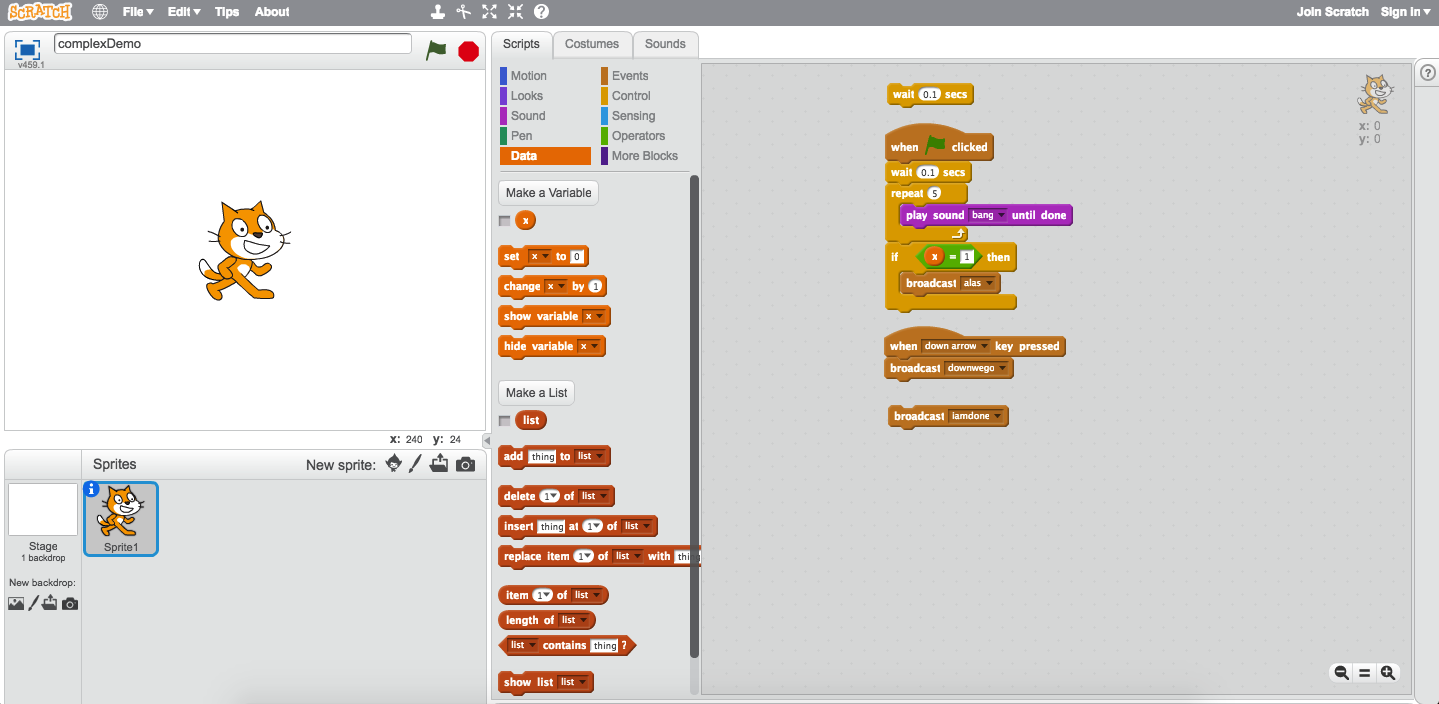 SCRATCH File Edit Tips About Join Scratch Sign in
complexDemo
v459.1
Scripts Costumes Sounds
Motion Events
Looks Control
Sound Sensing
Pen Operators
Data More Blocks
Make a Variable
x
set x to 0
change x by 1
show variable x
hide variable x
Make a List
list
add thing to list
delete 1 of list
insert thing at 1 of list
replace item 1 of list with thing
item 1 of list
length of list
list contains thing ?
show list list
wait 0.1 secs
when clicked
wait 0.1 secs
repeat 5
play sound bang until done
if x = 1 then
broadcast alas
when down arrow key pressed
broadcast downwego
broadcast iamdone
x: 0
y: 0
x: 240 y: 24
Sprites New sprite:
Stage
1 backdrop
New backdrop:
Sprite1